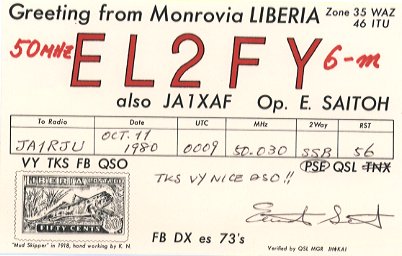 Greeting from Monrovia LIBERIA Zone 35 WAZ
46 ITU
50MHz EL2FY 6-m
also JA1XAF Op. E. SAITOH
To Radio Date UTC MHz 2Way RST
JA1RJU OCT. 11 1980 0009 50.030 SSB 56
VY TKS FB QSO PSE QSL TNX
TKS VY NICE QSO!!
LIBERIA
FIFTY CENTS
"Mud Skipper" in 1918, hand working by K. N.
FB DX es 73's
Verified by QSL MGR JH8KAI